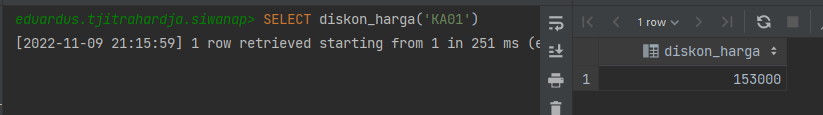 eduardus.tjitrahardja.siwanap> SELECT diskon_harga('KA01')
[2022-11-09 21:15:59] 1 row retrieved starting from 1 in 251 ms (e
1 row
diskon_harga
1 153000